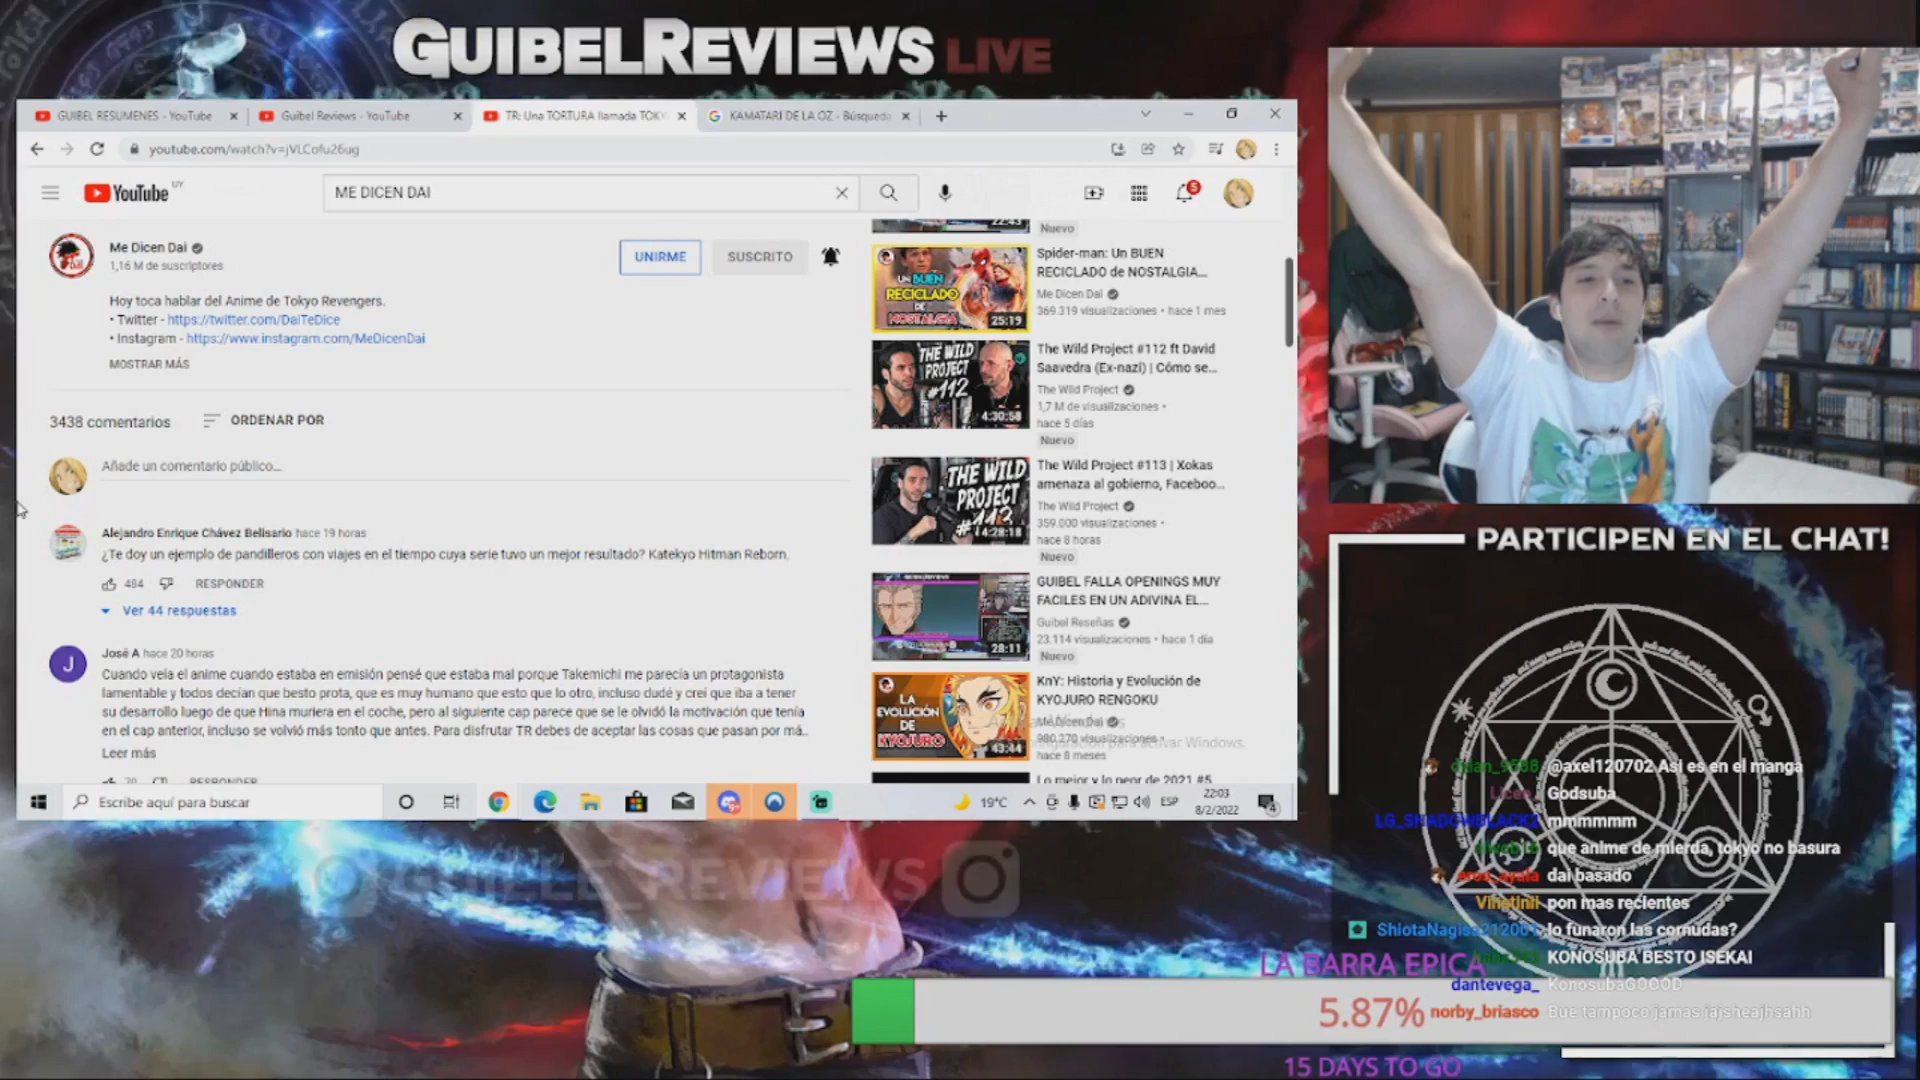 GUIBELREVIEWS LIVE
GUIBEL RESUMENES - YouTube
Guibel Reviews - YouTube
TR: Una TORTURA llamada TOKY
KAMATARI DE LA OZ - Búsqueda
youtube.com/watch?v=jVLCofu26ug
YouTube UY
ME DICEN DAI
5
Me Dicen Dai
1,16 M de suscriptores
UNIRME
SUSCRITO
Hoy toca hablar del Anime de Tokyo Revengers.
• Twitter - https://twitter.com/DaiTeDice
• Instagram - https://www.instagram.com/MeDicenDai
MOSTRAR MÁS
3438 comentarios
ORDENAR POR
Añade un comentario público...
Alejandro Enrique Chávez Belisario hace 19 horas
¿Te doy un ejemplo de pandilleros con viajes en el tiempo cuya serie tuvo un mejor resultado? Katekyo Hitman Reborn.
484
RESPONDER
Ver 44 respuestas
J
José A hace 20 horas
Cuando veía el anime cuando estaba en emisión pensé que estaba mal porque Takemichi me parecía un protagonista
lamentable y todos decían que besto prota, que es muy humano que esto que lo otro, incluso dudé y creí que iba a tener
su desarrollo luego de que Hina muriera en el coche, pero al siguiente cap parece que se le olvidó la motivación que tenía
en el cap anterior, incluso se volvió más tonto que antes. Para disfrutar TR debes de aceptar las cosas que pasan por má...
Leer más
70
RESPONDER
22:43
Nuevo
UN BUEN
RECICLADO
DE
NOSTALGIA
25:19
Spider-man: Un BUEN
RECICLADO de NOSTALGIA...
Me Dicen Dai
369.319 visualizaciones • hace 1 mes
THE WILD
PROJECT
#112
4:30:58
The Wild Project #112 ft David
Saavedra (Ex-nazi) | Cómo se...
The Wild Project
1,7 M de visualizaciones •
hace 5 días
Nuevo
THE WILD
PROJECT
#113
4:28:18
The Wild Project #113 | Xokas
amenaza al gobierno, Faceboo...
The Wild Project
359.000 visualizaciones •
hace 8 horas
Nuevo
28:11
GUIBEL FALLA OPENINGS MUY
FACILES EN UN ADIVINA EL...
Guibel Reseñas
23.114 visualizaciones • hace 1 día
Nuevo
LA
EVOLUCIÓN
DE
KYOJURO
43:44
KnY: Historia y Evolución de
KYOJURO RENGOKU
Me Dicen Dai
980.270 visualizaciones •
hace 8 meses
para activar Windows.
Lo mejor y lo peor de 2021 #5
Escribe aquí para buscar
19°C
ESP
22:03
8/2/2022
4
PARTICIPEN EN EL CHAT!
@axel120702 Asi es en el manga
Godsuba
LG_SHADOWBLACK2 mmmmmm
que anime de mierda, tokyo no basura
dai basado
pon mas recientes
lo funaron las cornudas?
KONOSUBA BESTO ISEKAI
dantevega_ KonosubaGOCOD
norby_briasco Bue tampoco jamas jajsheajhsahh
LA BARRA EPICA
5.87%
15 DAYS TO GO